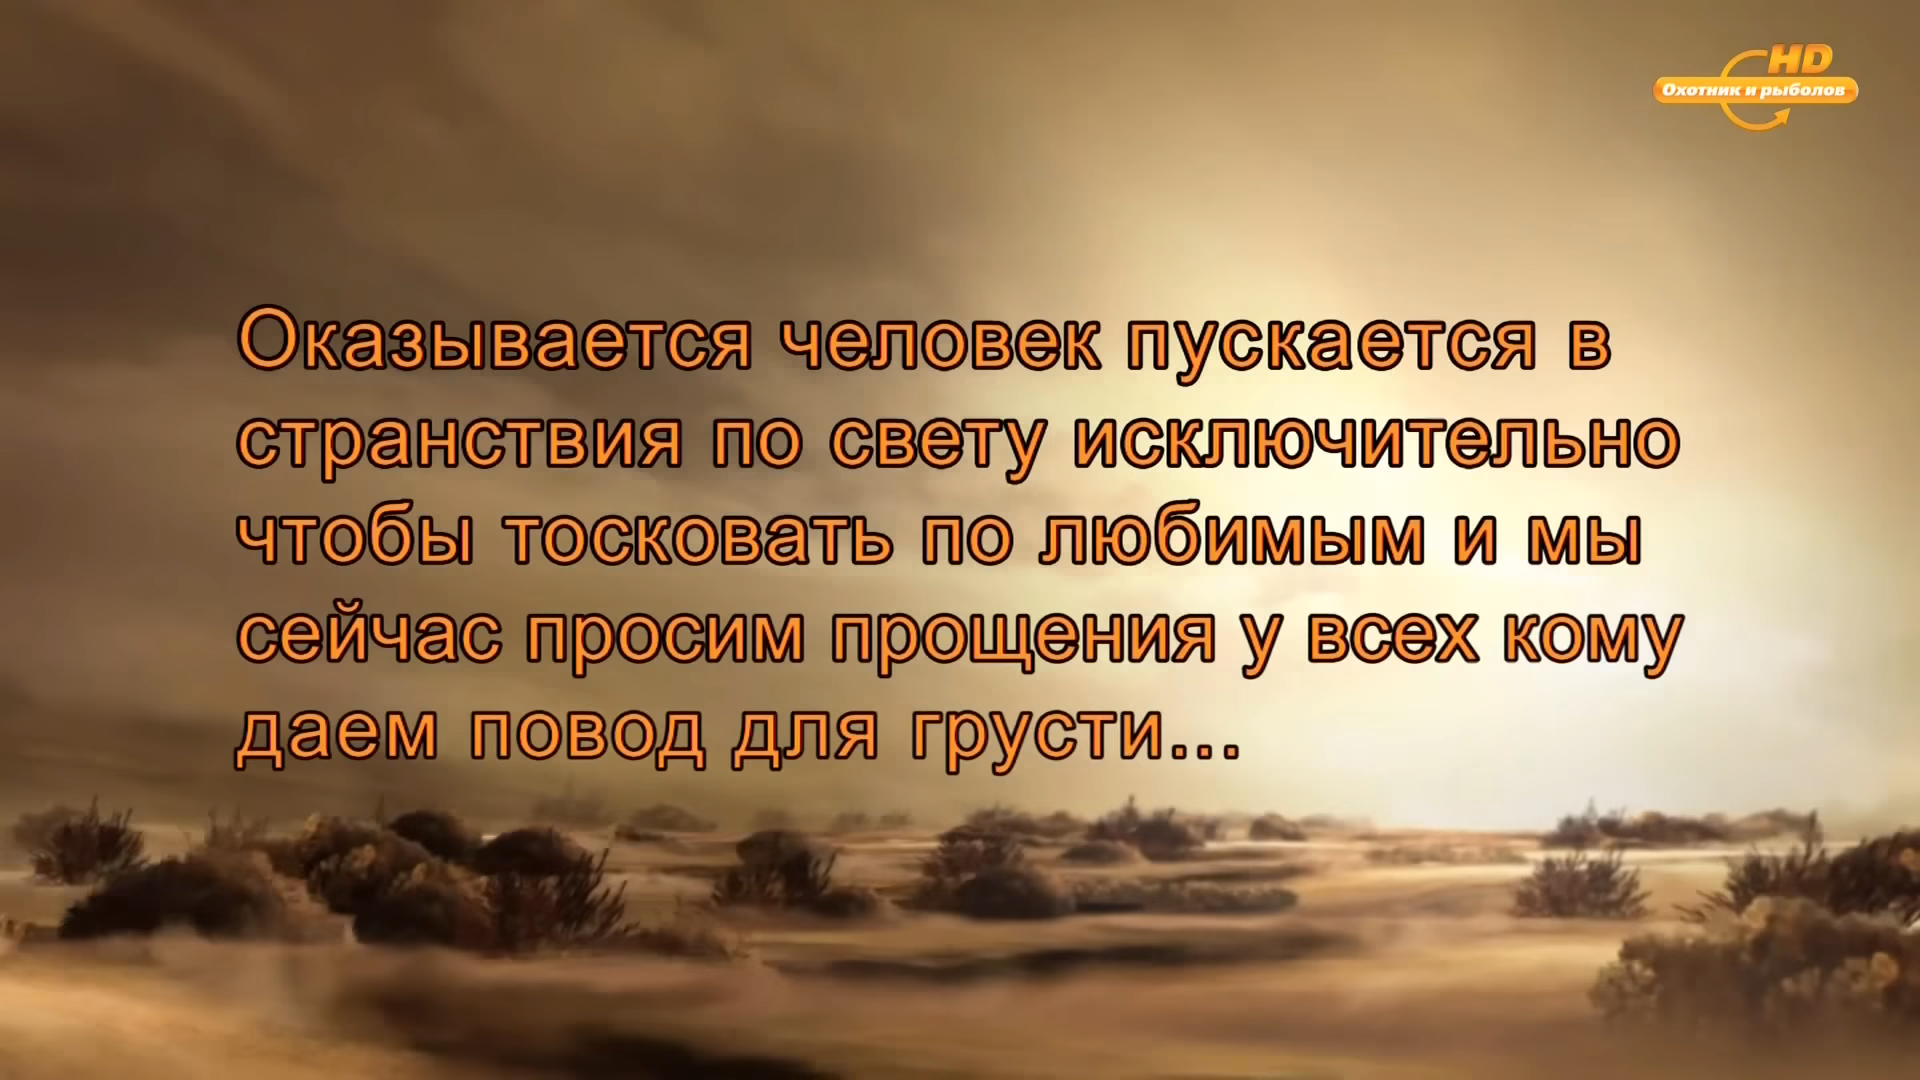 HD
Охотник и рыболов
Оказывается человек пускается в
странствия по свету исключительно
чтобы тосковать по любимым и мы
сейчас просим прощения у всех кому
даем повод для грусти...